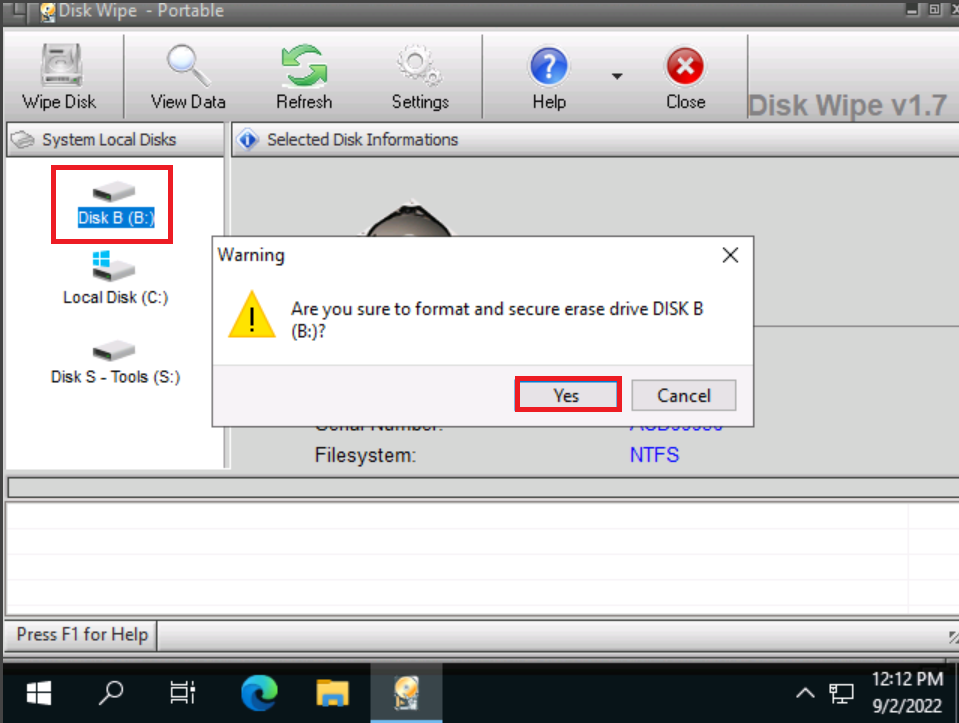 Disk Wipe - Portable
Wipe Disk
View Data
Refresh
Settings
Help
Close
Disk Wipe v1.7
System Local Disks
Selected Disk Informations
Disk B (B:)
Local Disk (C:)
Disk S - Tools (S:)
Warning
Are you sure to format and secure erase drive DISK B
(B:)?
Yes
Cancel
Serial Number:
Filesystem:
NTFS
Press F1 for Help
12:12 PM
9/2/2022